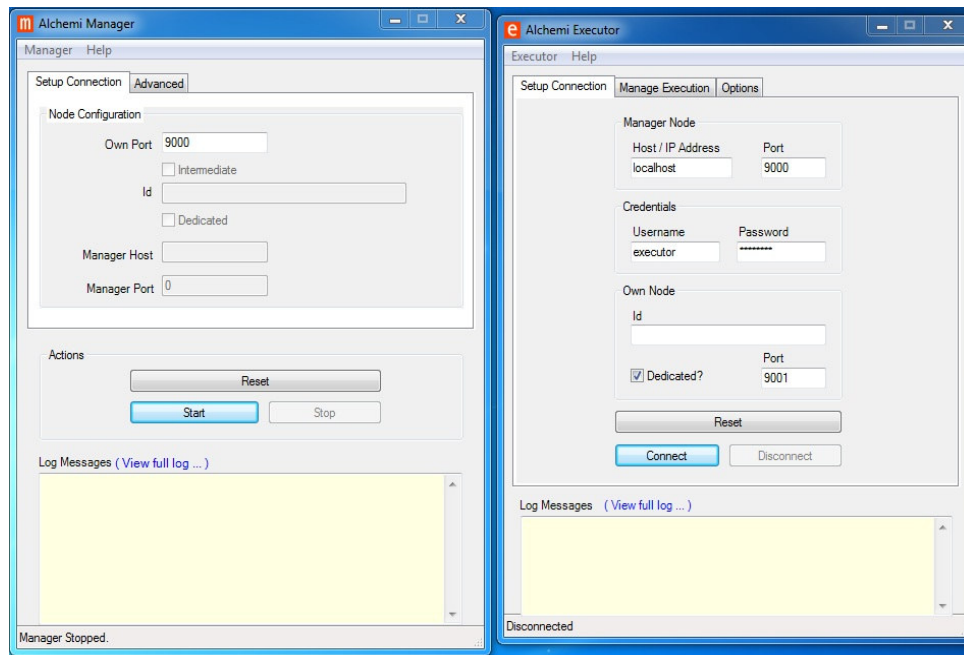 Alchemi Manager
Manager Help
Setup Connection Advanced
Node Configuration
Own Port 9000
Intermediate
Id
Dedicated
Manager Host
Manager Port 0
Actions
Reset
Start Stop
Log Messages ( View full log ... )
Manager Stopped.
Alchemi Executor
Executor Help
Setup Connection Manage Execution Options
Manager Node
Host / IP Address Port
localhost 9000
Credentials
Username Password
executor ********
Own Node
Id
Port
Dedicated? 9001
Reset
Connect Disconnect
Log Messages ( View full log ... )
Disconnected